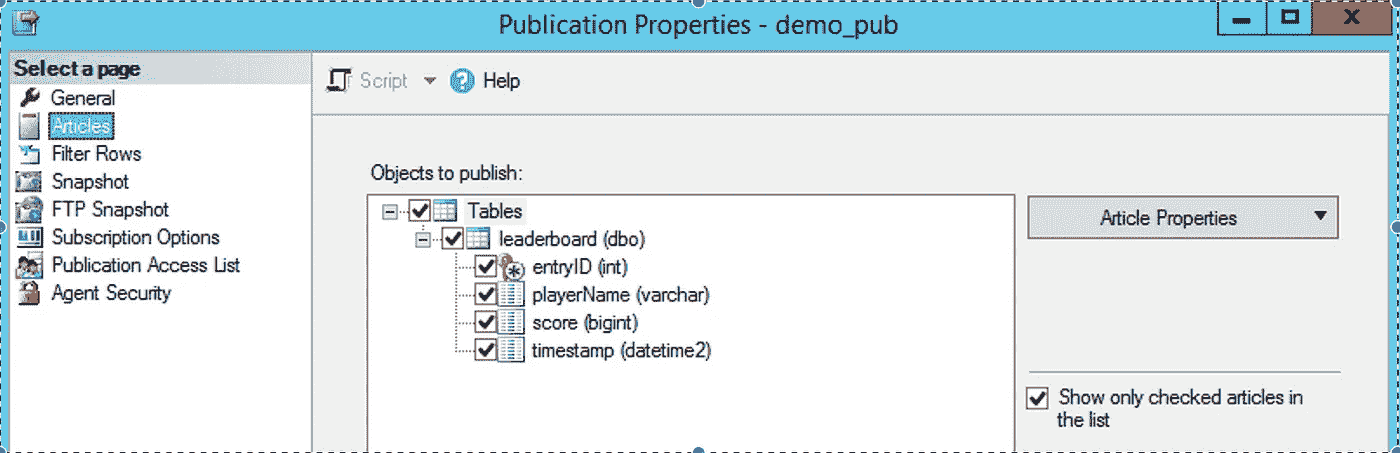 Publication Properties - demo_pub
Select a page
General
Articles
Filter Rows
Snapshot
FTP Snapshot
Subscription Options
Publication Access List
Agent Security
Script
Help
Objects to publish:
Tables
leaderboard (dbo)
entryID (int)
playerName (varchar)
score (bigint)
timestamp (datetime2)
Article Properties
Show only checked articles in
the list